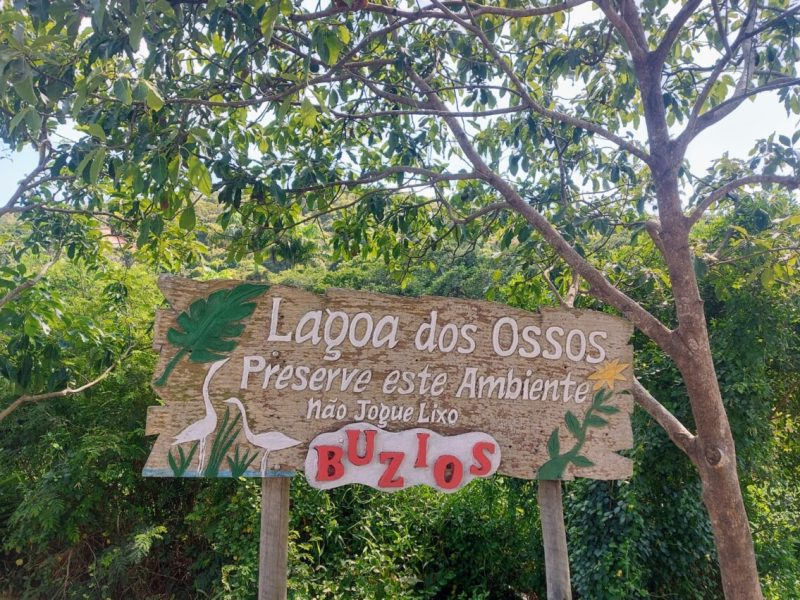 Lagoa dos Ossos
Preserve este Ambiente
Não Jogue Lixo
BUZIOS